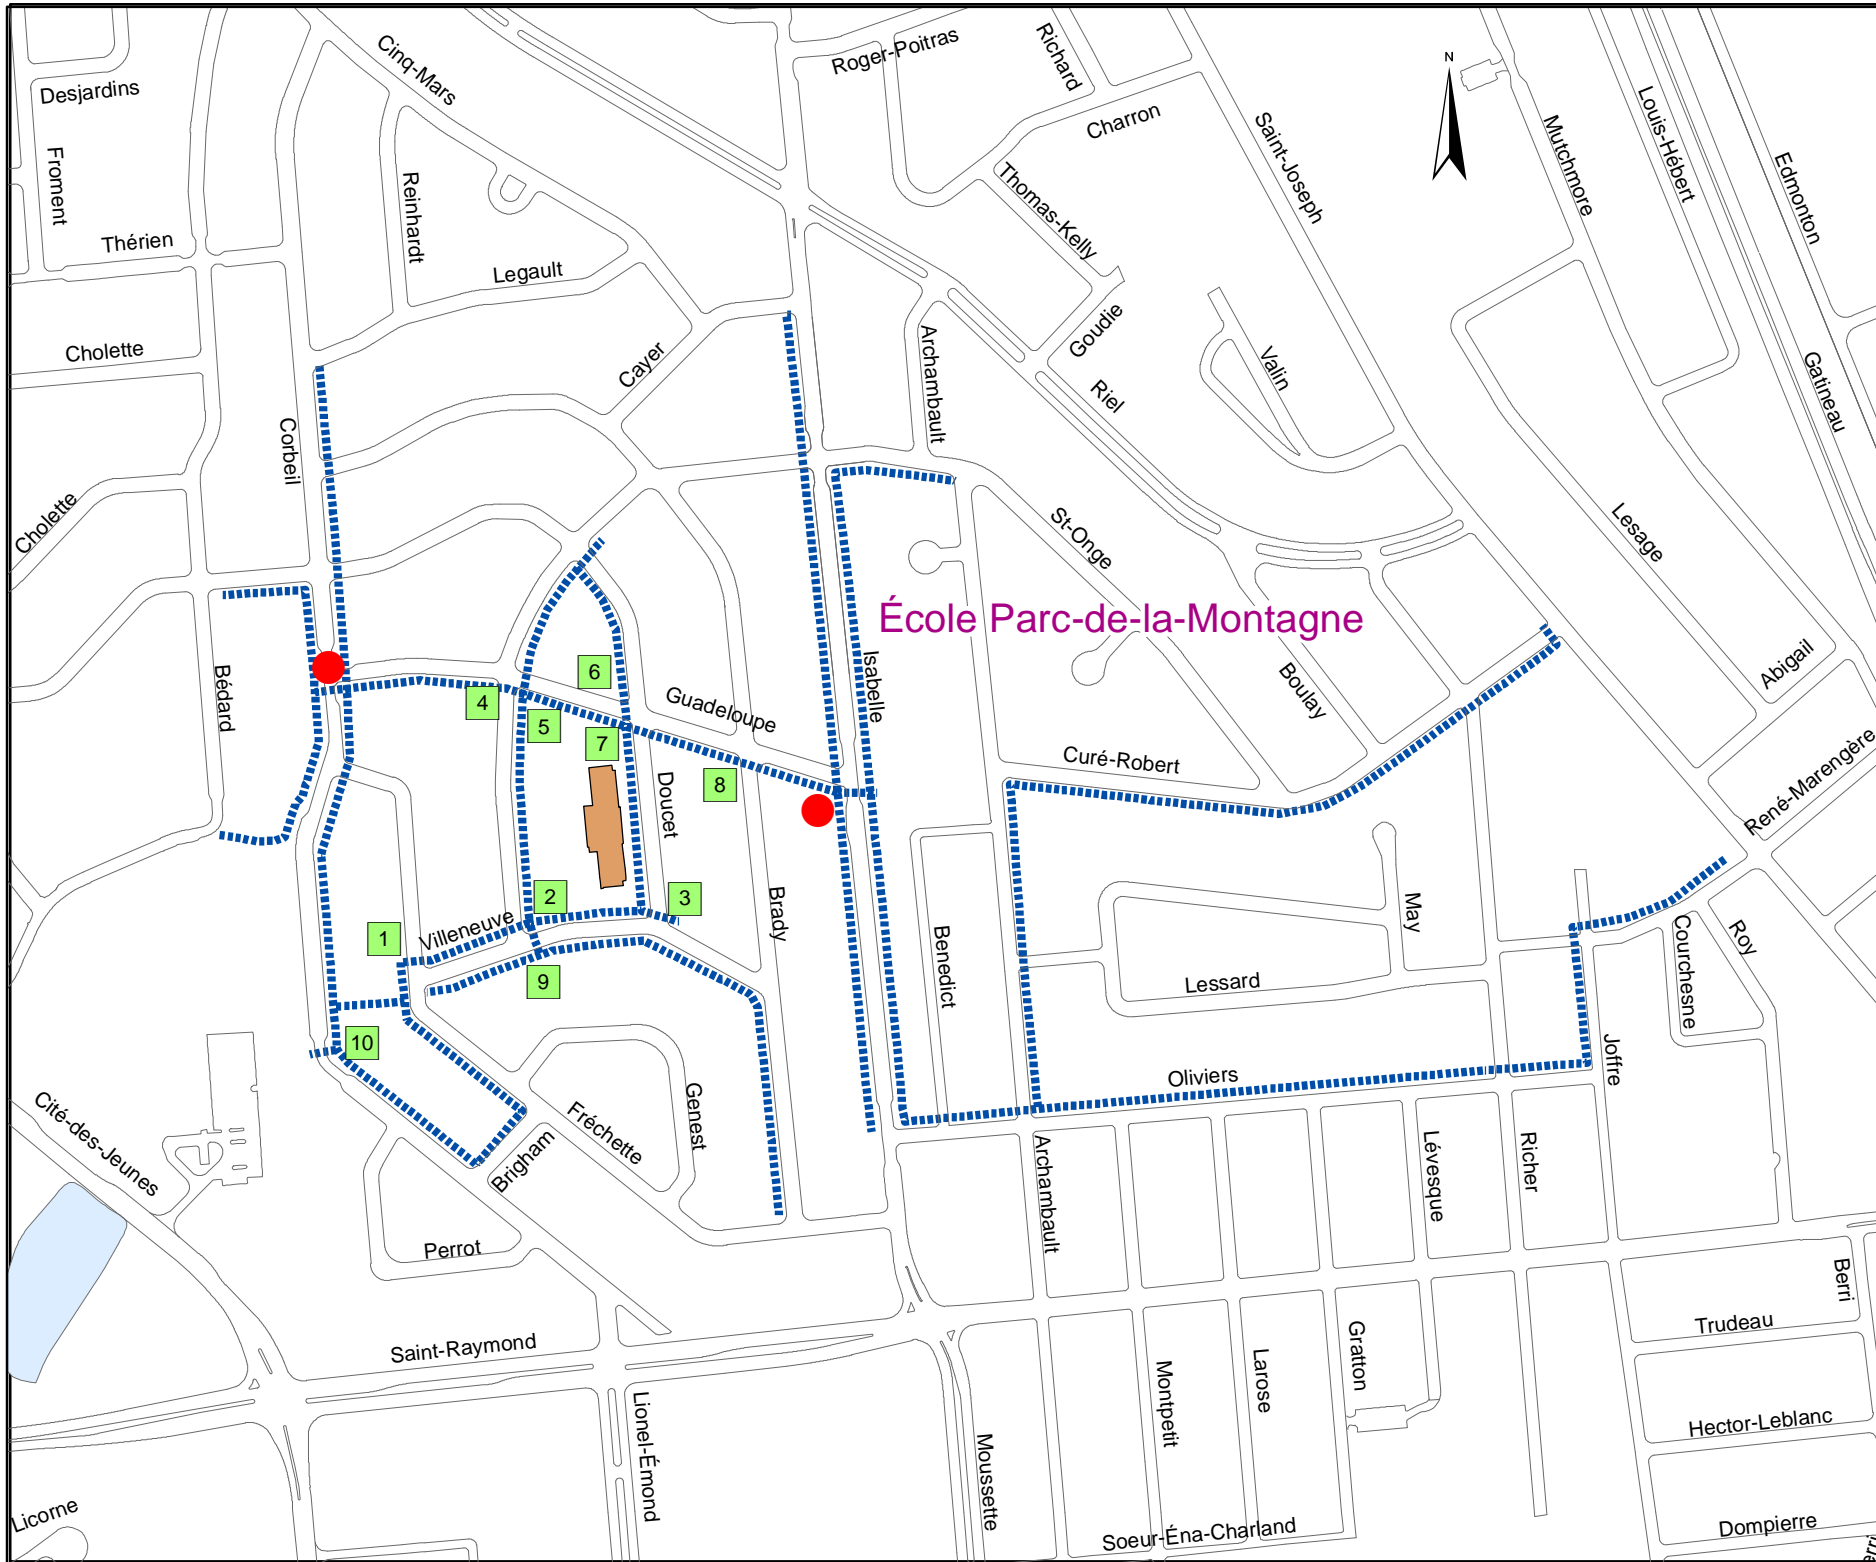 Desjardins
Cinq-Mars
Roger-Poitras
Richard
N
Froment
Reinhardt
Charron
Saint-Joseph
Mutchmore
Louis-Hébert
Edmonton
Thérien
Legault
Thomas-Kelly
Cholette
Cayer
Archambault
Goudie
Riel
Valin
Gatineau
Corbeil
Cholette
St-Onge
Lesage
École Parc-de-la-Montagne
Bédard
6
4
5
Guadeloupe
Isabelle
Boulay
Abigail
7
8
Doucet
Curé-Robert
René-Marengère
2
3
1
Villeneuve
Brady
Benedict
May
Courchesne
Roy
9
Lessard
10
Genest
Oliviers
Joffre
Cité-des-Jeunes
Fréchette
Brigham
Archambault
Lévesque
Richer
Perrot
Berri
Saint-Raymond
Trudeau
Gratton
Larose
Montpetit
Lionel-Émond
Moussette
Hector-Leblanc
Licorne
Soeur-Éna-Charland
Dompierre